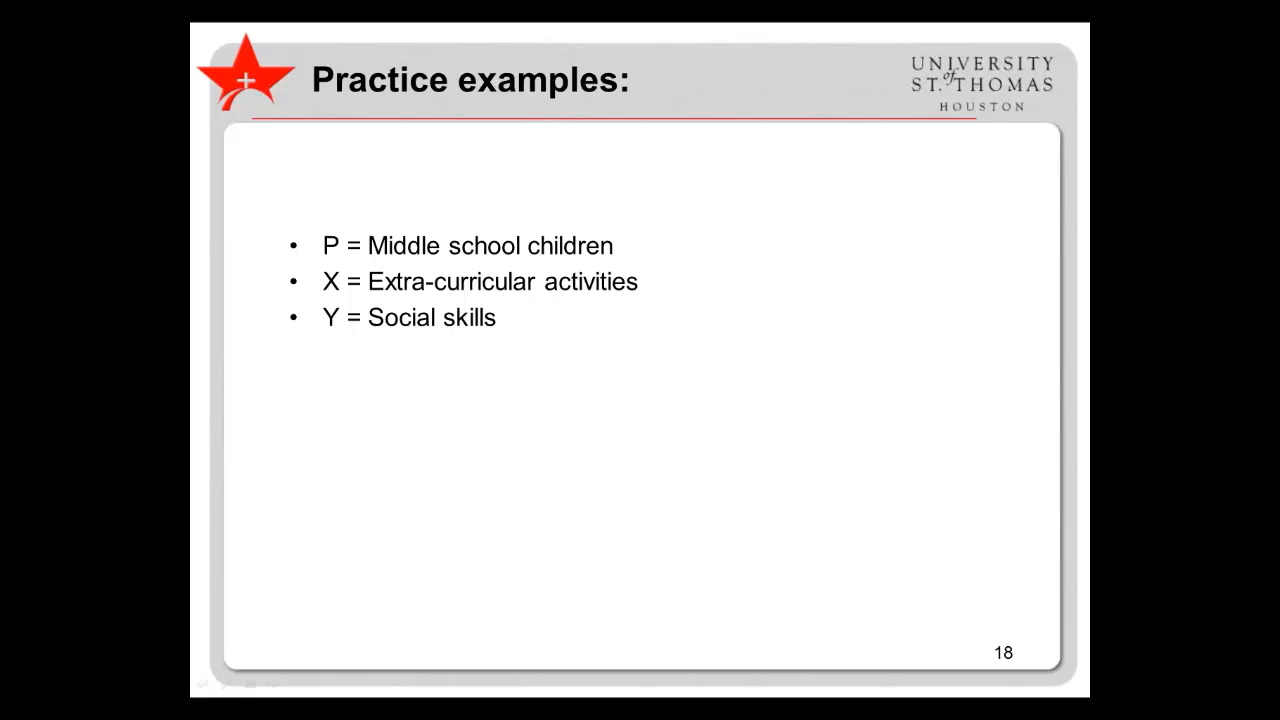 Practice examples:
UNIVERSITY
of
ST. THOMAS
HOUSTON
• P = Middle school children
• X = Extra-curricular activities
• Y = Social skills
18